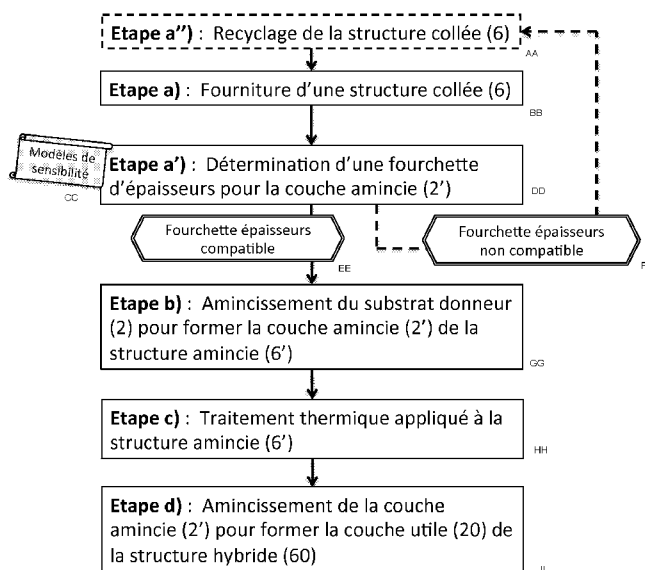 Etape a'') : Recyclage de la structure collée (6)
AA
Etape a) : Fourniture d'une structure collée (6)
BB
Modèles de
sensibilité
CC
Etape a') : Détermination d'une fourchette
d'épaisseurs pour la couche amincie (2')
DD
Fourchette épaisseurs
compatible
EE
Fourchette épaisseurs
non compatible
Etape b) : Amincissement du substrat donneur
(2) pour former la couche amincie (2') de la
structure amincie (6')
GG
Etape c) : Traitement thermique appliqué à la
structure amincie (6')
HH
Etape d) : Amincissement de la couche
amincie (2') pour former la couche utile (20) de
la structure hybride (60)